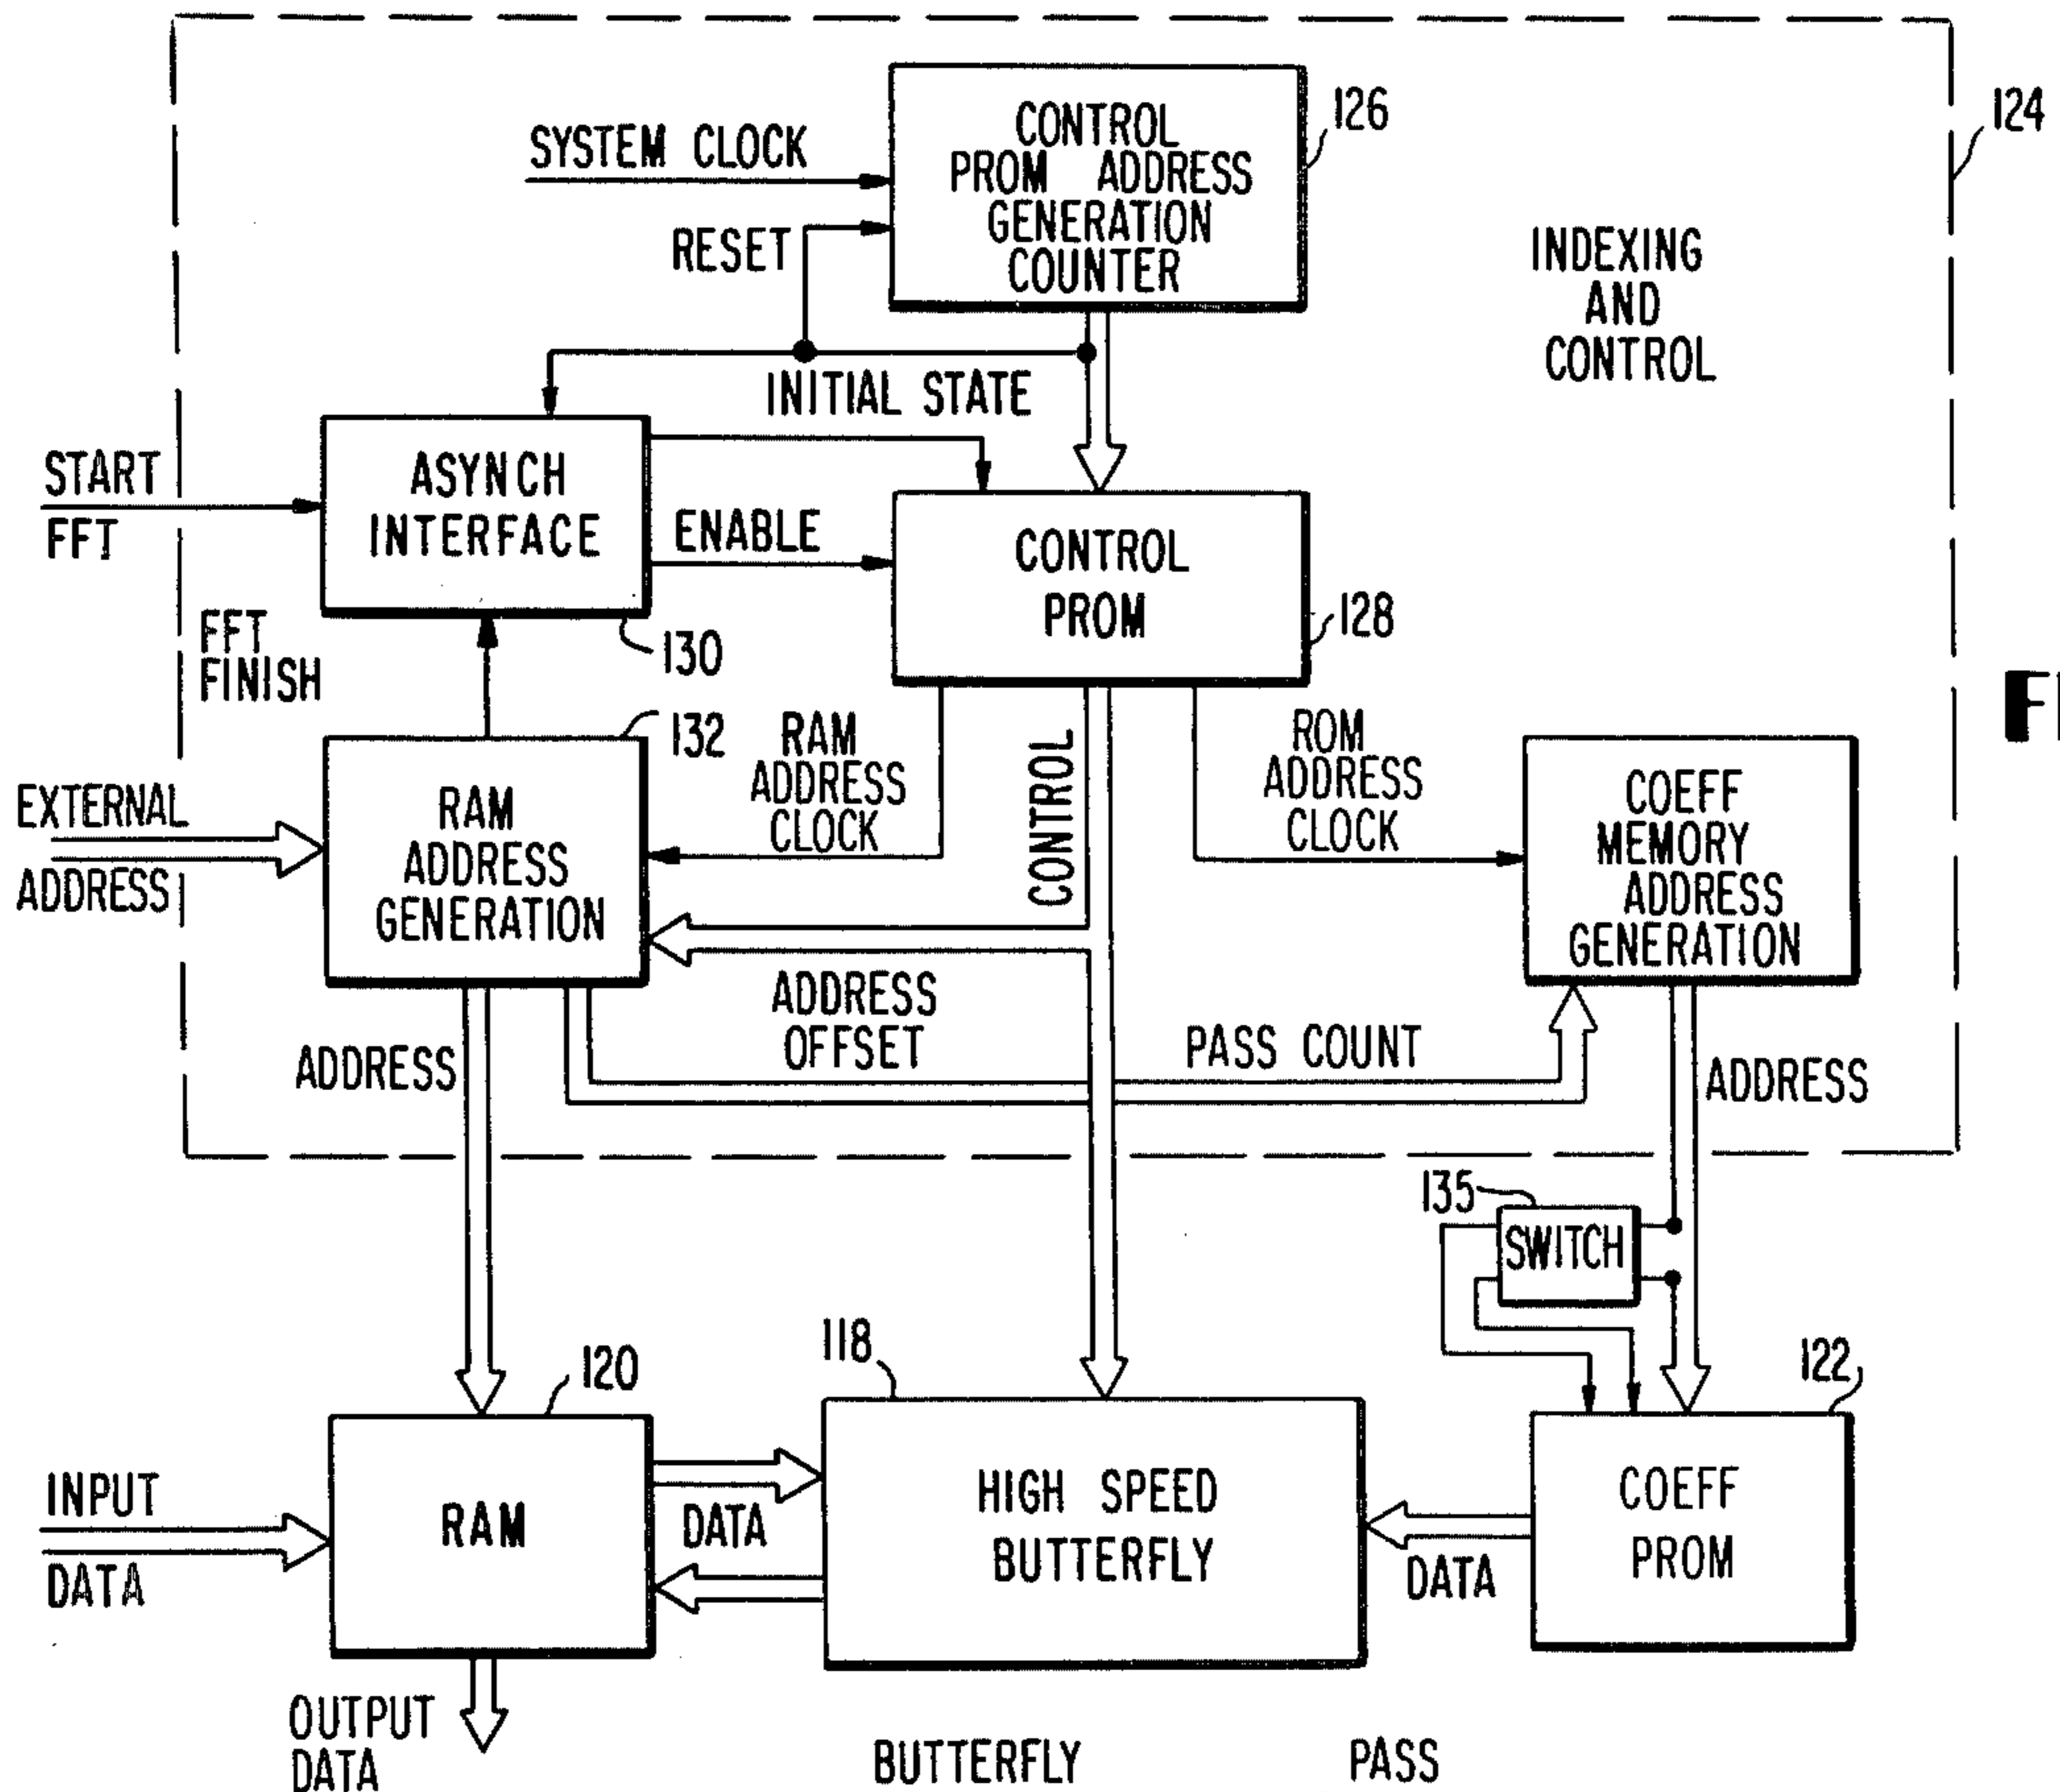 CONTROL
PROM ADDRESS
GENERATION
COUNTER
126
124
SYSTEM CLOCK
RESET
INDEXING
AND
CONTROL
INITIAL STATE
START
FFT
ASYNCH
INTERFACE
130
ENABLE
CONTROL
PROM
128
FFT
FINISH
132
RAM
ADDRESS
CLOCK
CONTROL
ROM
ADDRESS
CLOCK
EXTERNAL
ADDRESS
RAM
ADDRESS
GENERATION
COEFF
MEMORY
ADDRESS
GENERATION
ADDRESS
OFFSET
PASS COUNT
ADDRESS
ADDRESS
135
SWITCH
120
118
122
INPUT
DATA
RAM
DATA
HIGH SPEED
BUTTERFLY
DATA
COEFF
PROM
OUTPUT
DATA
BUTTERFLY PASS